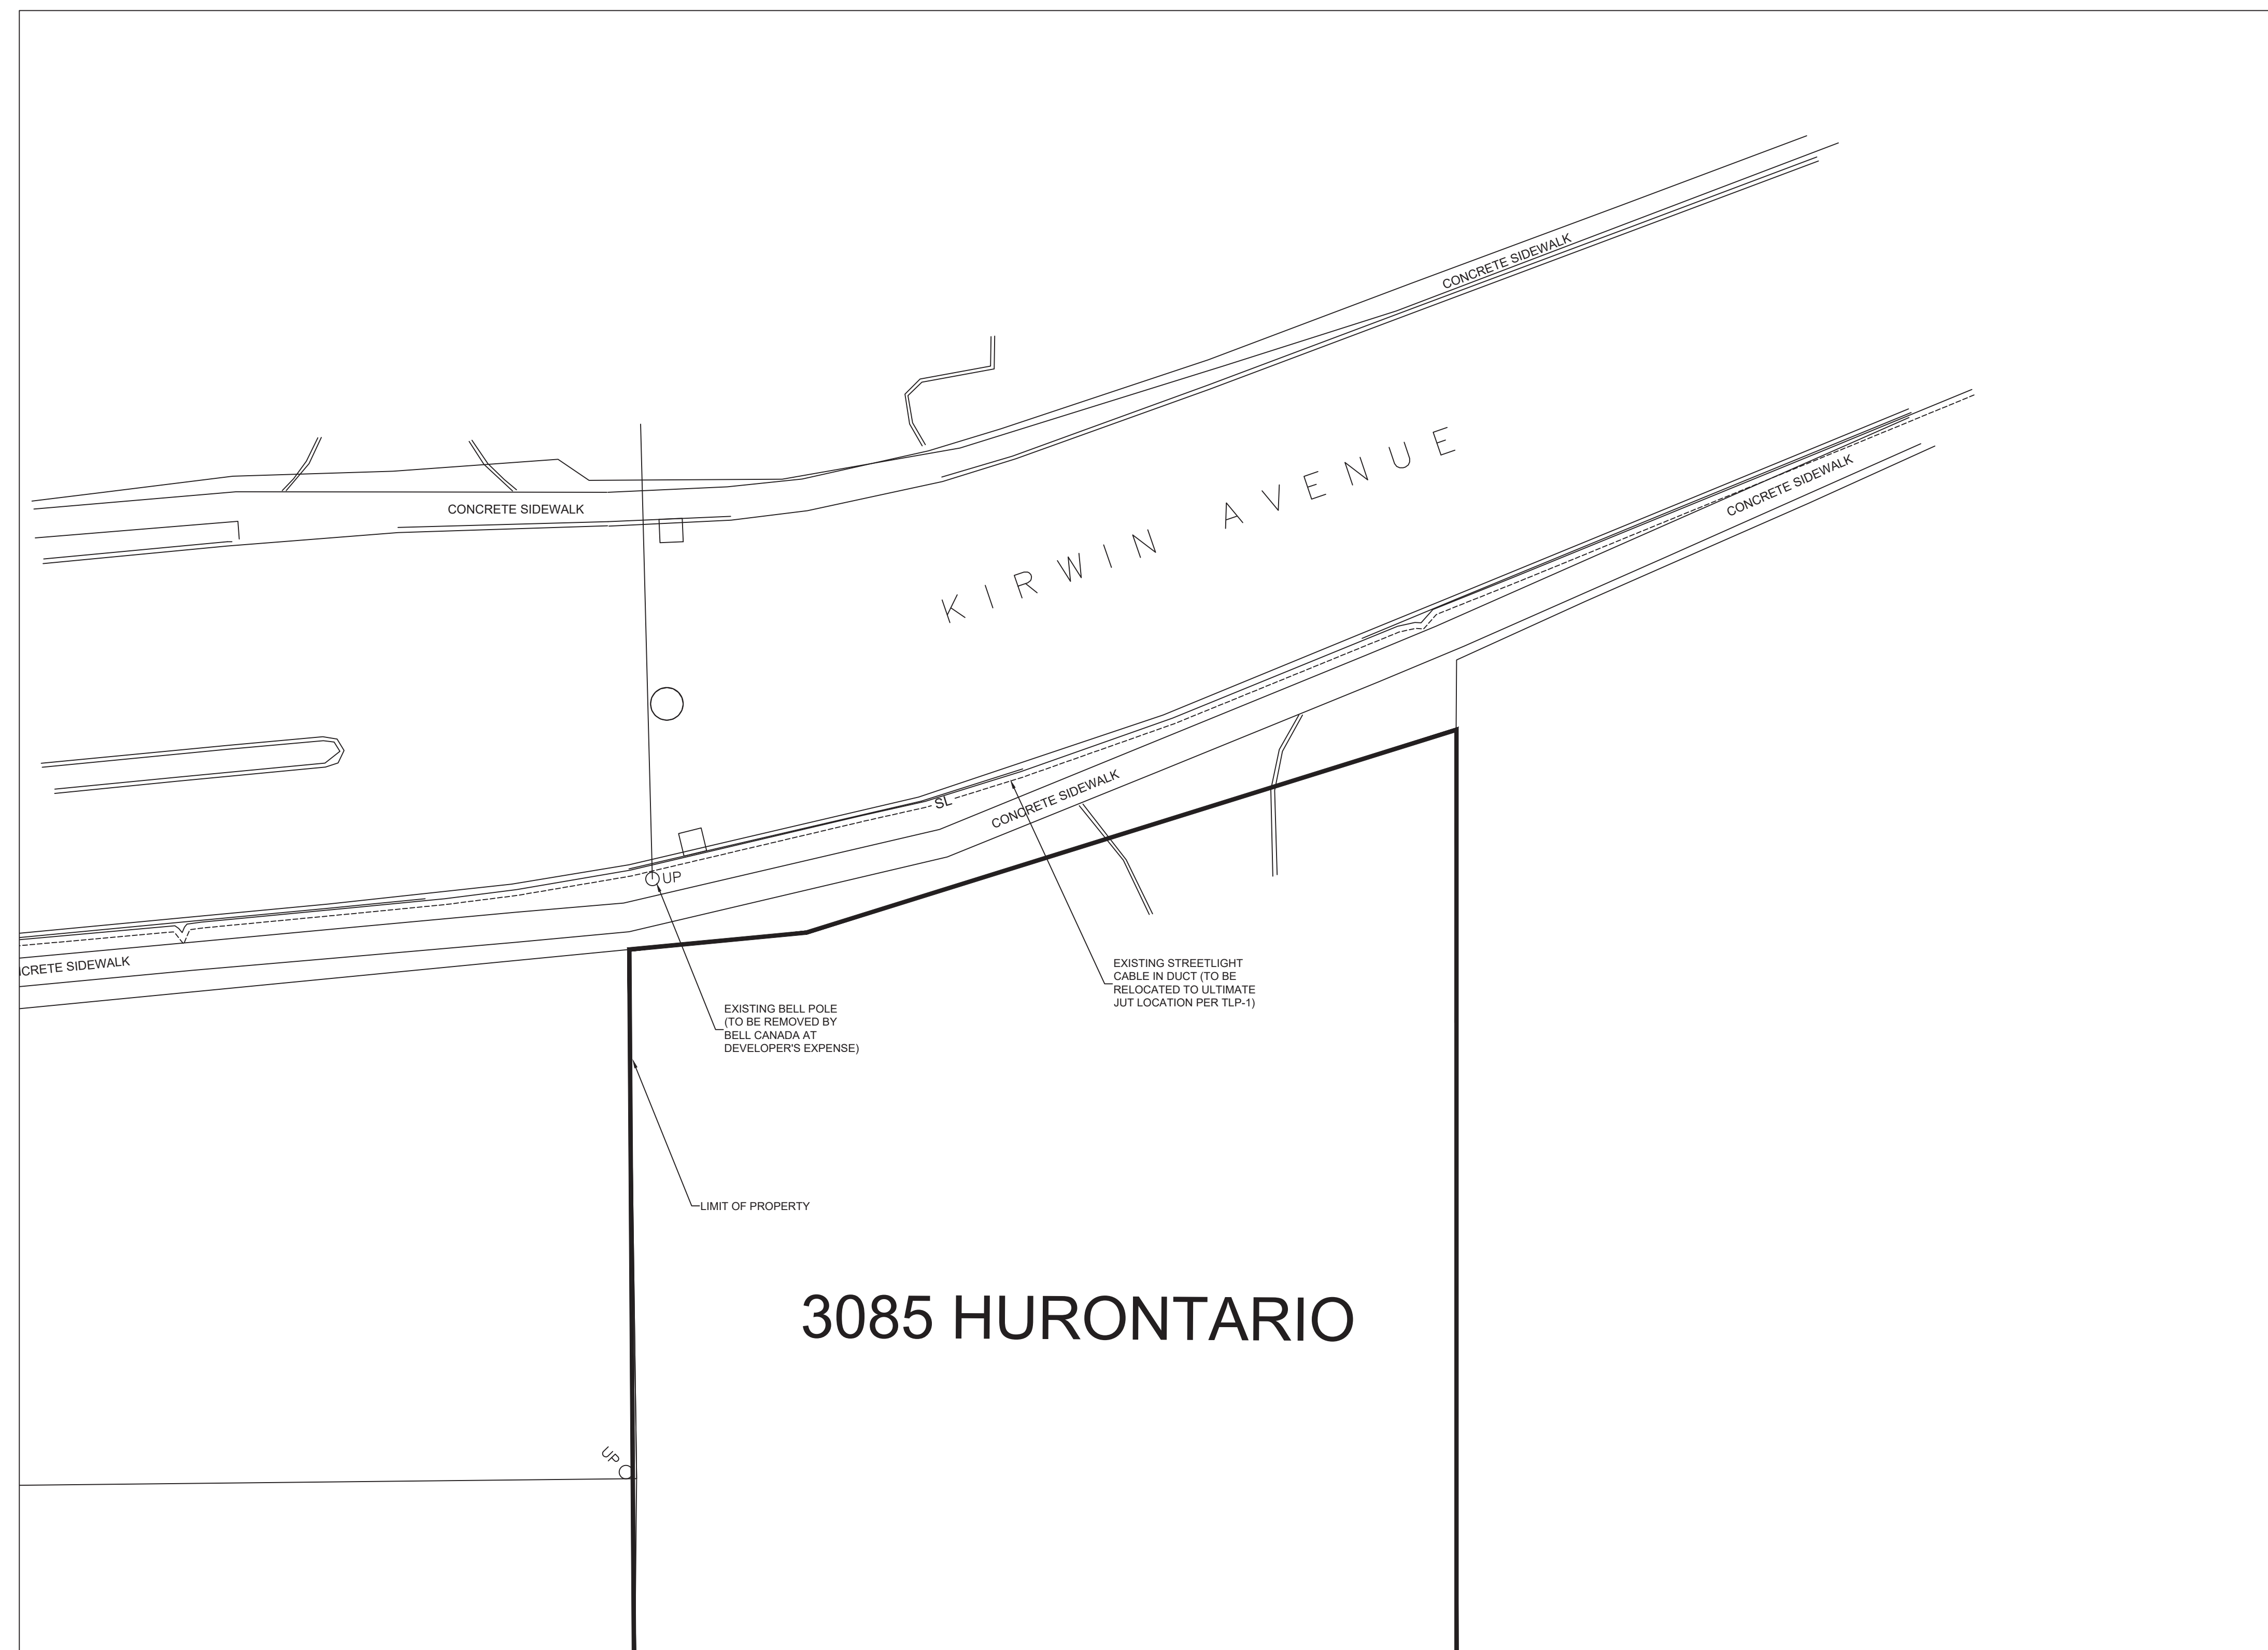 CONCRETE SIDEWALK
CONCRETE SIDEWALK
KIRWIN AVENUE
CONCRETE SIDEWALK
SL
CONCRETE SIDEWALK
UP
CRETE SIDEWALK
EXISTING STREETLIGHT
CABLE IN DUCT (TO BE
RELOCATED TO ULTIMATE
JUT LOCATION PER TLP-1)
EXISTING BELL POLE
(TO BE REMOVED BY
BELL CANADA AT
DEVELOPER'S EXPENSE)
LIMIT OF PROPERTY
3085 HURONTARIO
UP